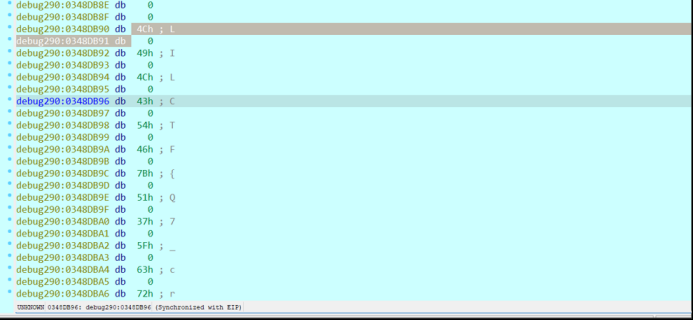 debug290:0348DB8E db 0
debug290:0348DB8F db 0
debug290:0348DB90 db 4Ch ; L
debug290:0348DB91 db 0
debug290:0348DB92 db 49h ; I
debug290:0348DB93 db 0
debug290:0348DB94 db 4Ch ; L
debug290:0348DB95 db 0
debug290:0348DB96 db 43h ; C
debug290:0348DB97 db 0
debug290:0348DB98 db 54h ; T
debug290:0348DB99 db 0
debug290:0348DB9A db 46h ; F
debug290:0348DB9B db 0
debug290:0348DB9C db 7Bh ; {
debug290:0348DB9D db 0
debug290:0348DB9E db 51h ; Q
debug290:0348DB9F db 0
debug290:0348DBA0 db 37h ; 7
debug290:0348DBA1 db 0
debug290:0348DBA2 db 5Fh ; _
debug290:0348DBA3 db 0
debug290:0348DBA4 db 63h ; c
debug290:0348DBA5 db 0
debug290:0348DBA6 db 72h ; r
UNKNOWN 0348DB96: debug290:0348DB96 (Synchronized with EIP)